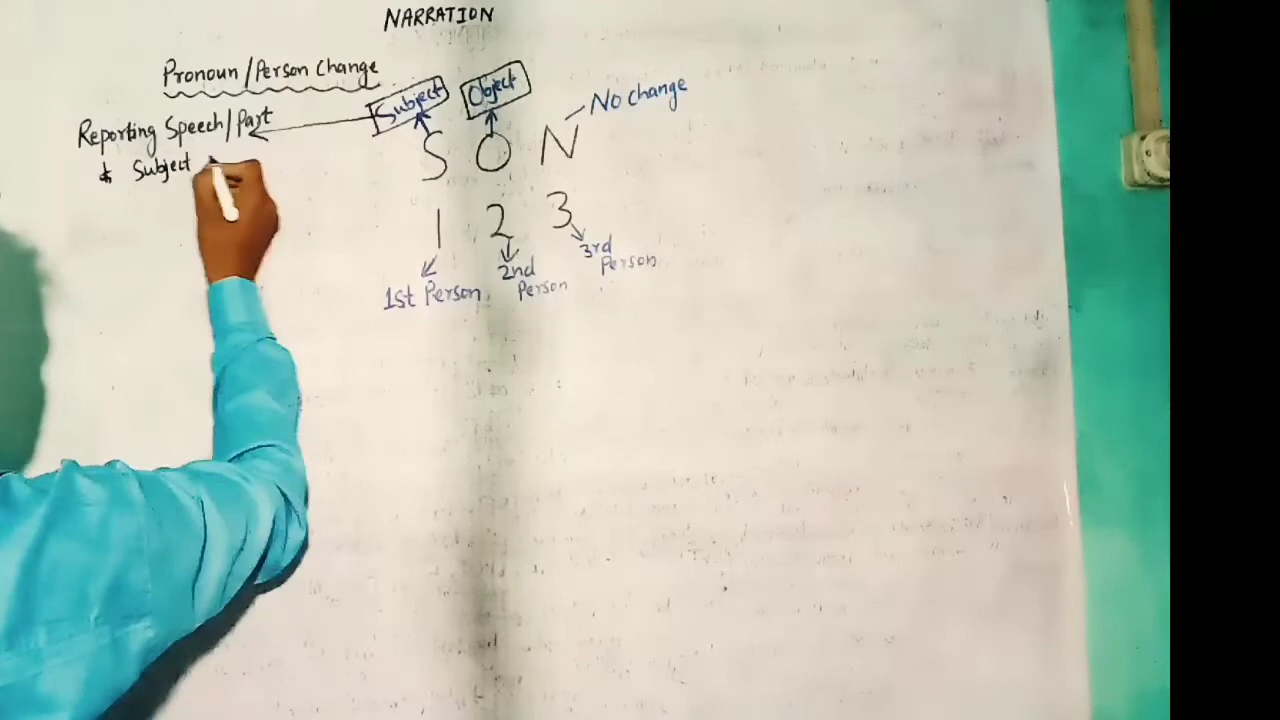 NARRATION
Pronoun/Person Change
Subject
Object
No change
Reporting Speech/Part
Subject
S O N
1 2 3
1st Person
2nd Person
3rd Person